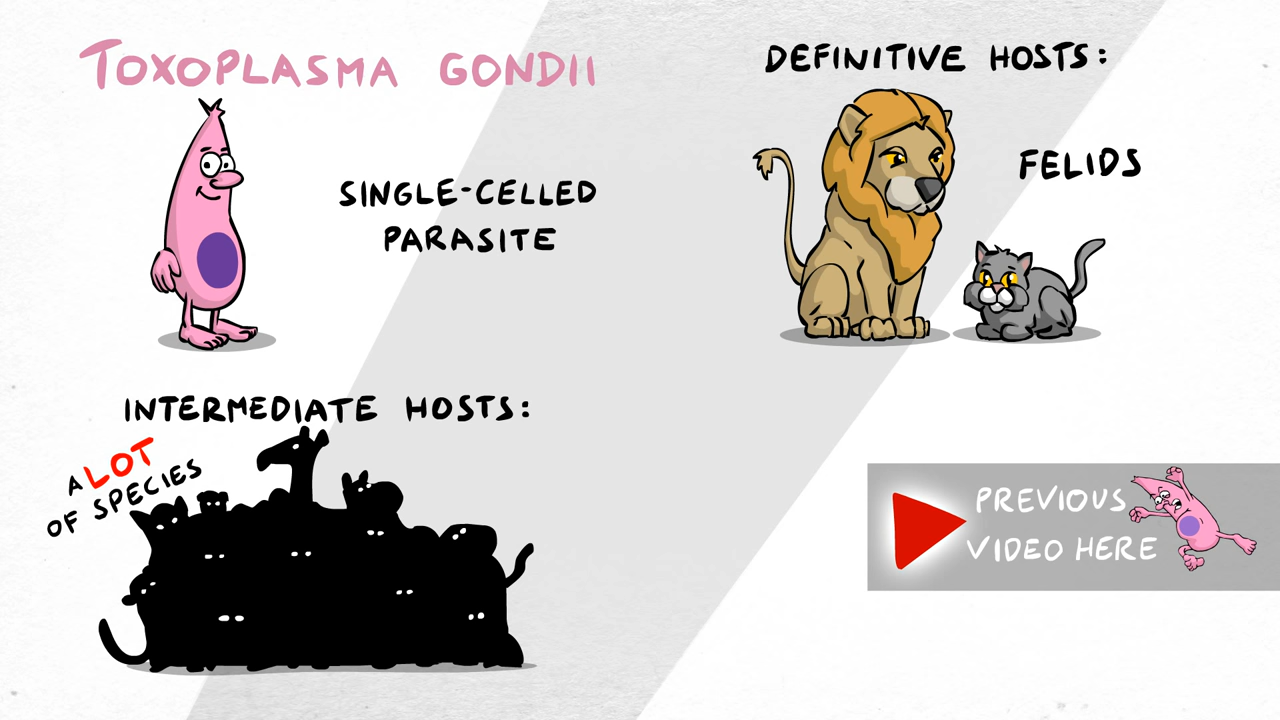 TOXOPLASMA GONDII
SINGLE-CELLED
PARASITE
DEFINITIVE HOSTS:
FELIDS
INTERMEDIATE HOSTS:
A LOT
OF SPECIES
PREVIOUS
VIDEO HERE